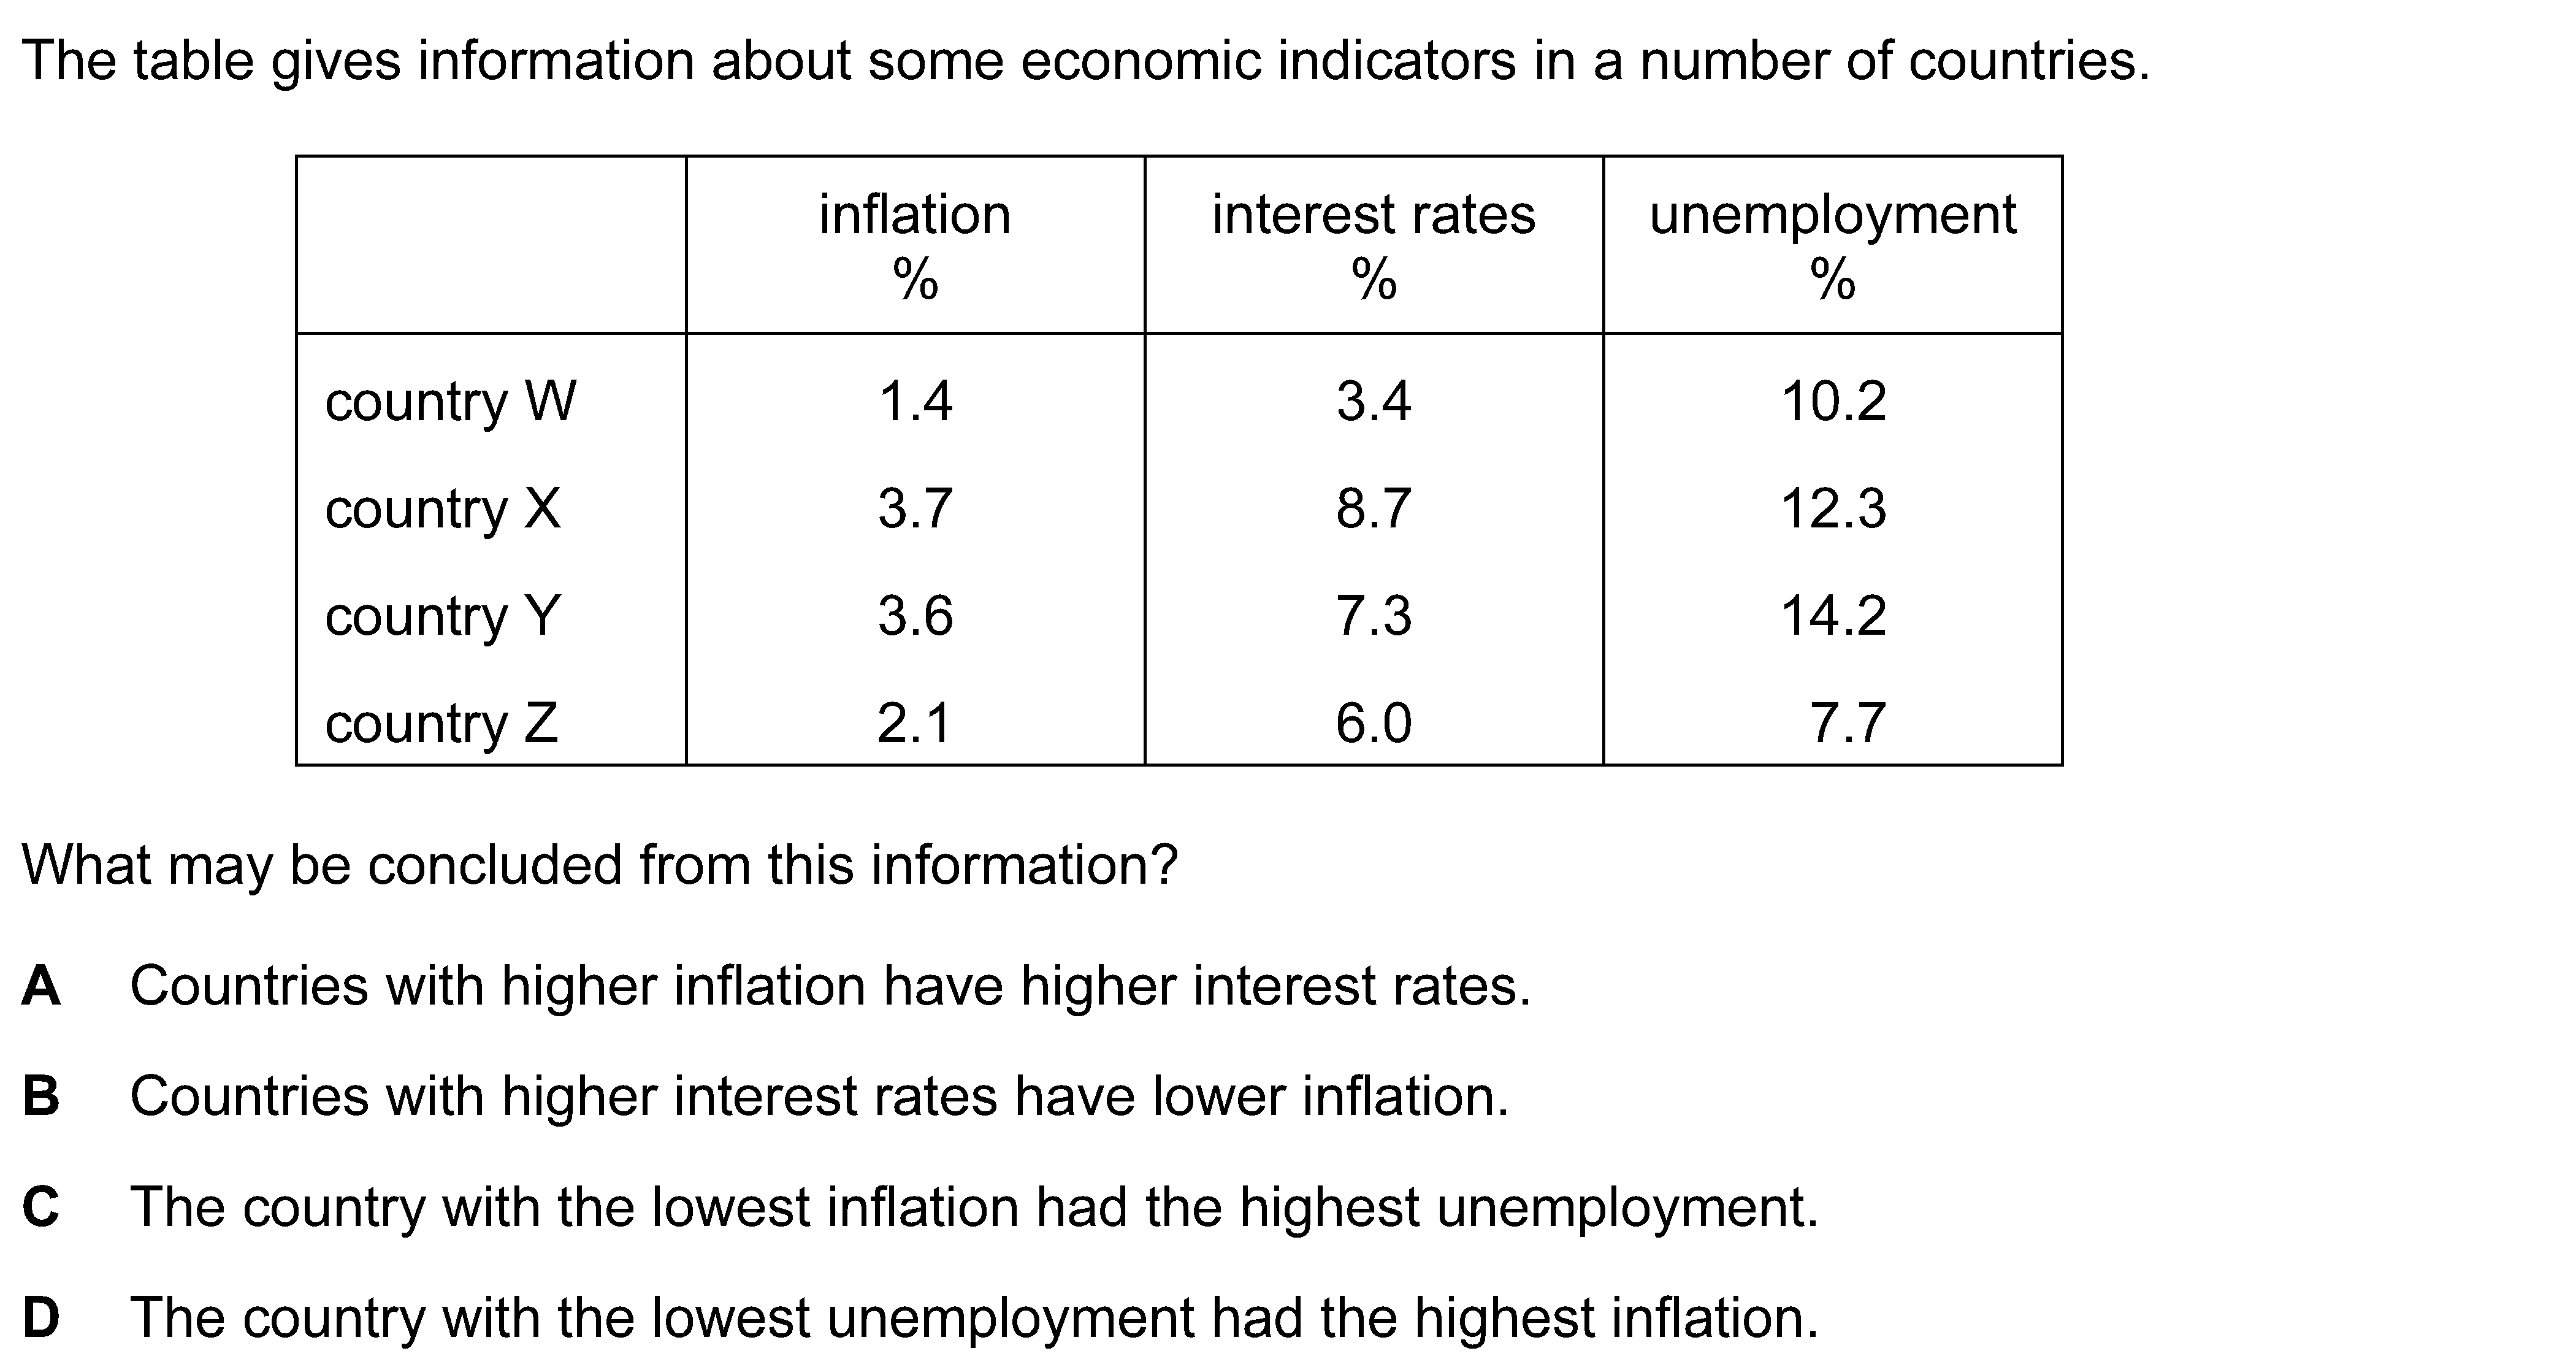 The table gives information about some economic indicators in a number of countries.
inflation interest rates unemployment
% % %
country W 1.4 3.4 10.2
country X 3.7 8.7 12.3
country Y 3.6 7.3 14.2
country Z 2.1 6.0 7.7
What may be concluded from this information?
A Countries with higher inflation have higher interest rates.
B Countries with higher interest rates have lower inflation.
C The country with the lowest inflation had the highest unemployment.
D The country with the lowest unemployment had the highest inflation.